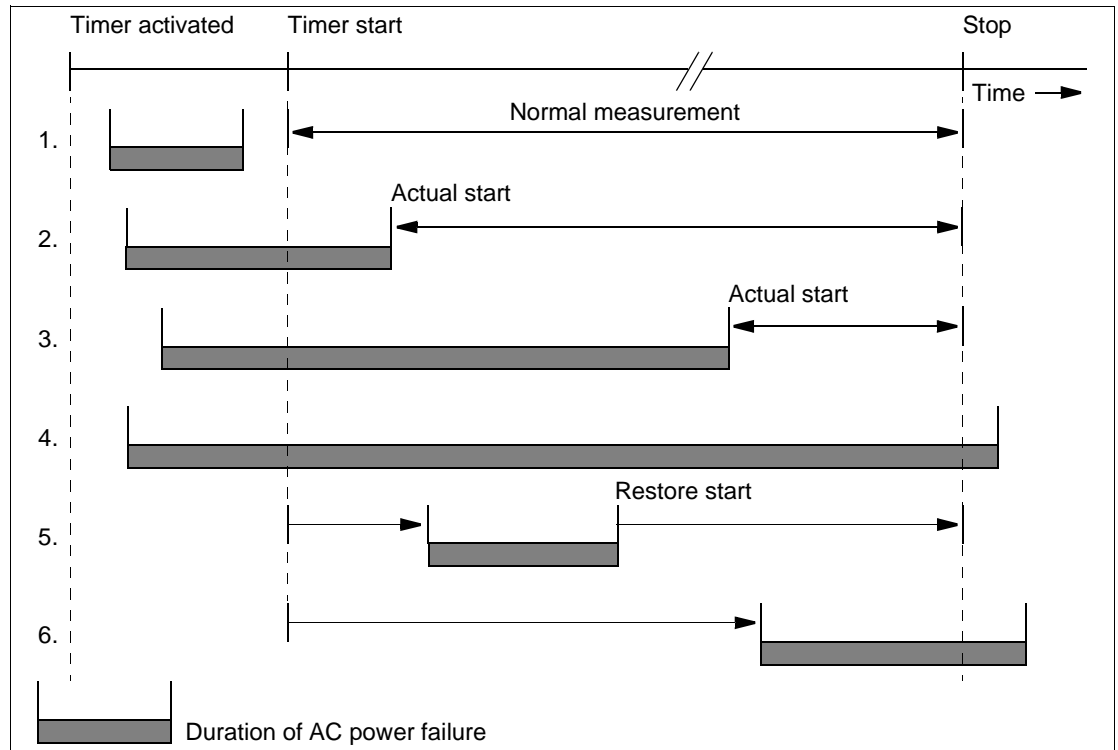 Timer activated Timer start Stop
Time
1. Normal measurement
Actual start
2.
Actual start
3.
4.
Restore start
5.
6.
Duration of AC power failure